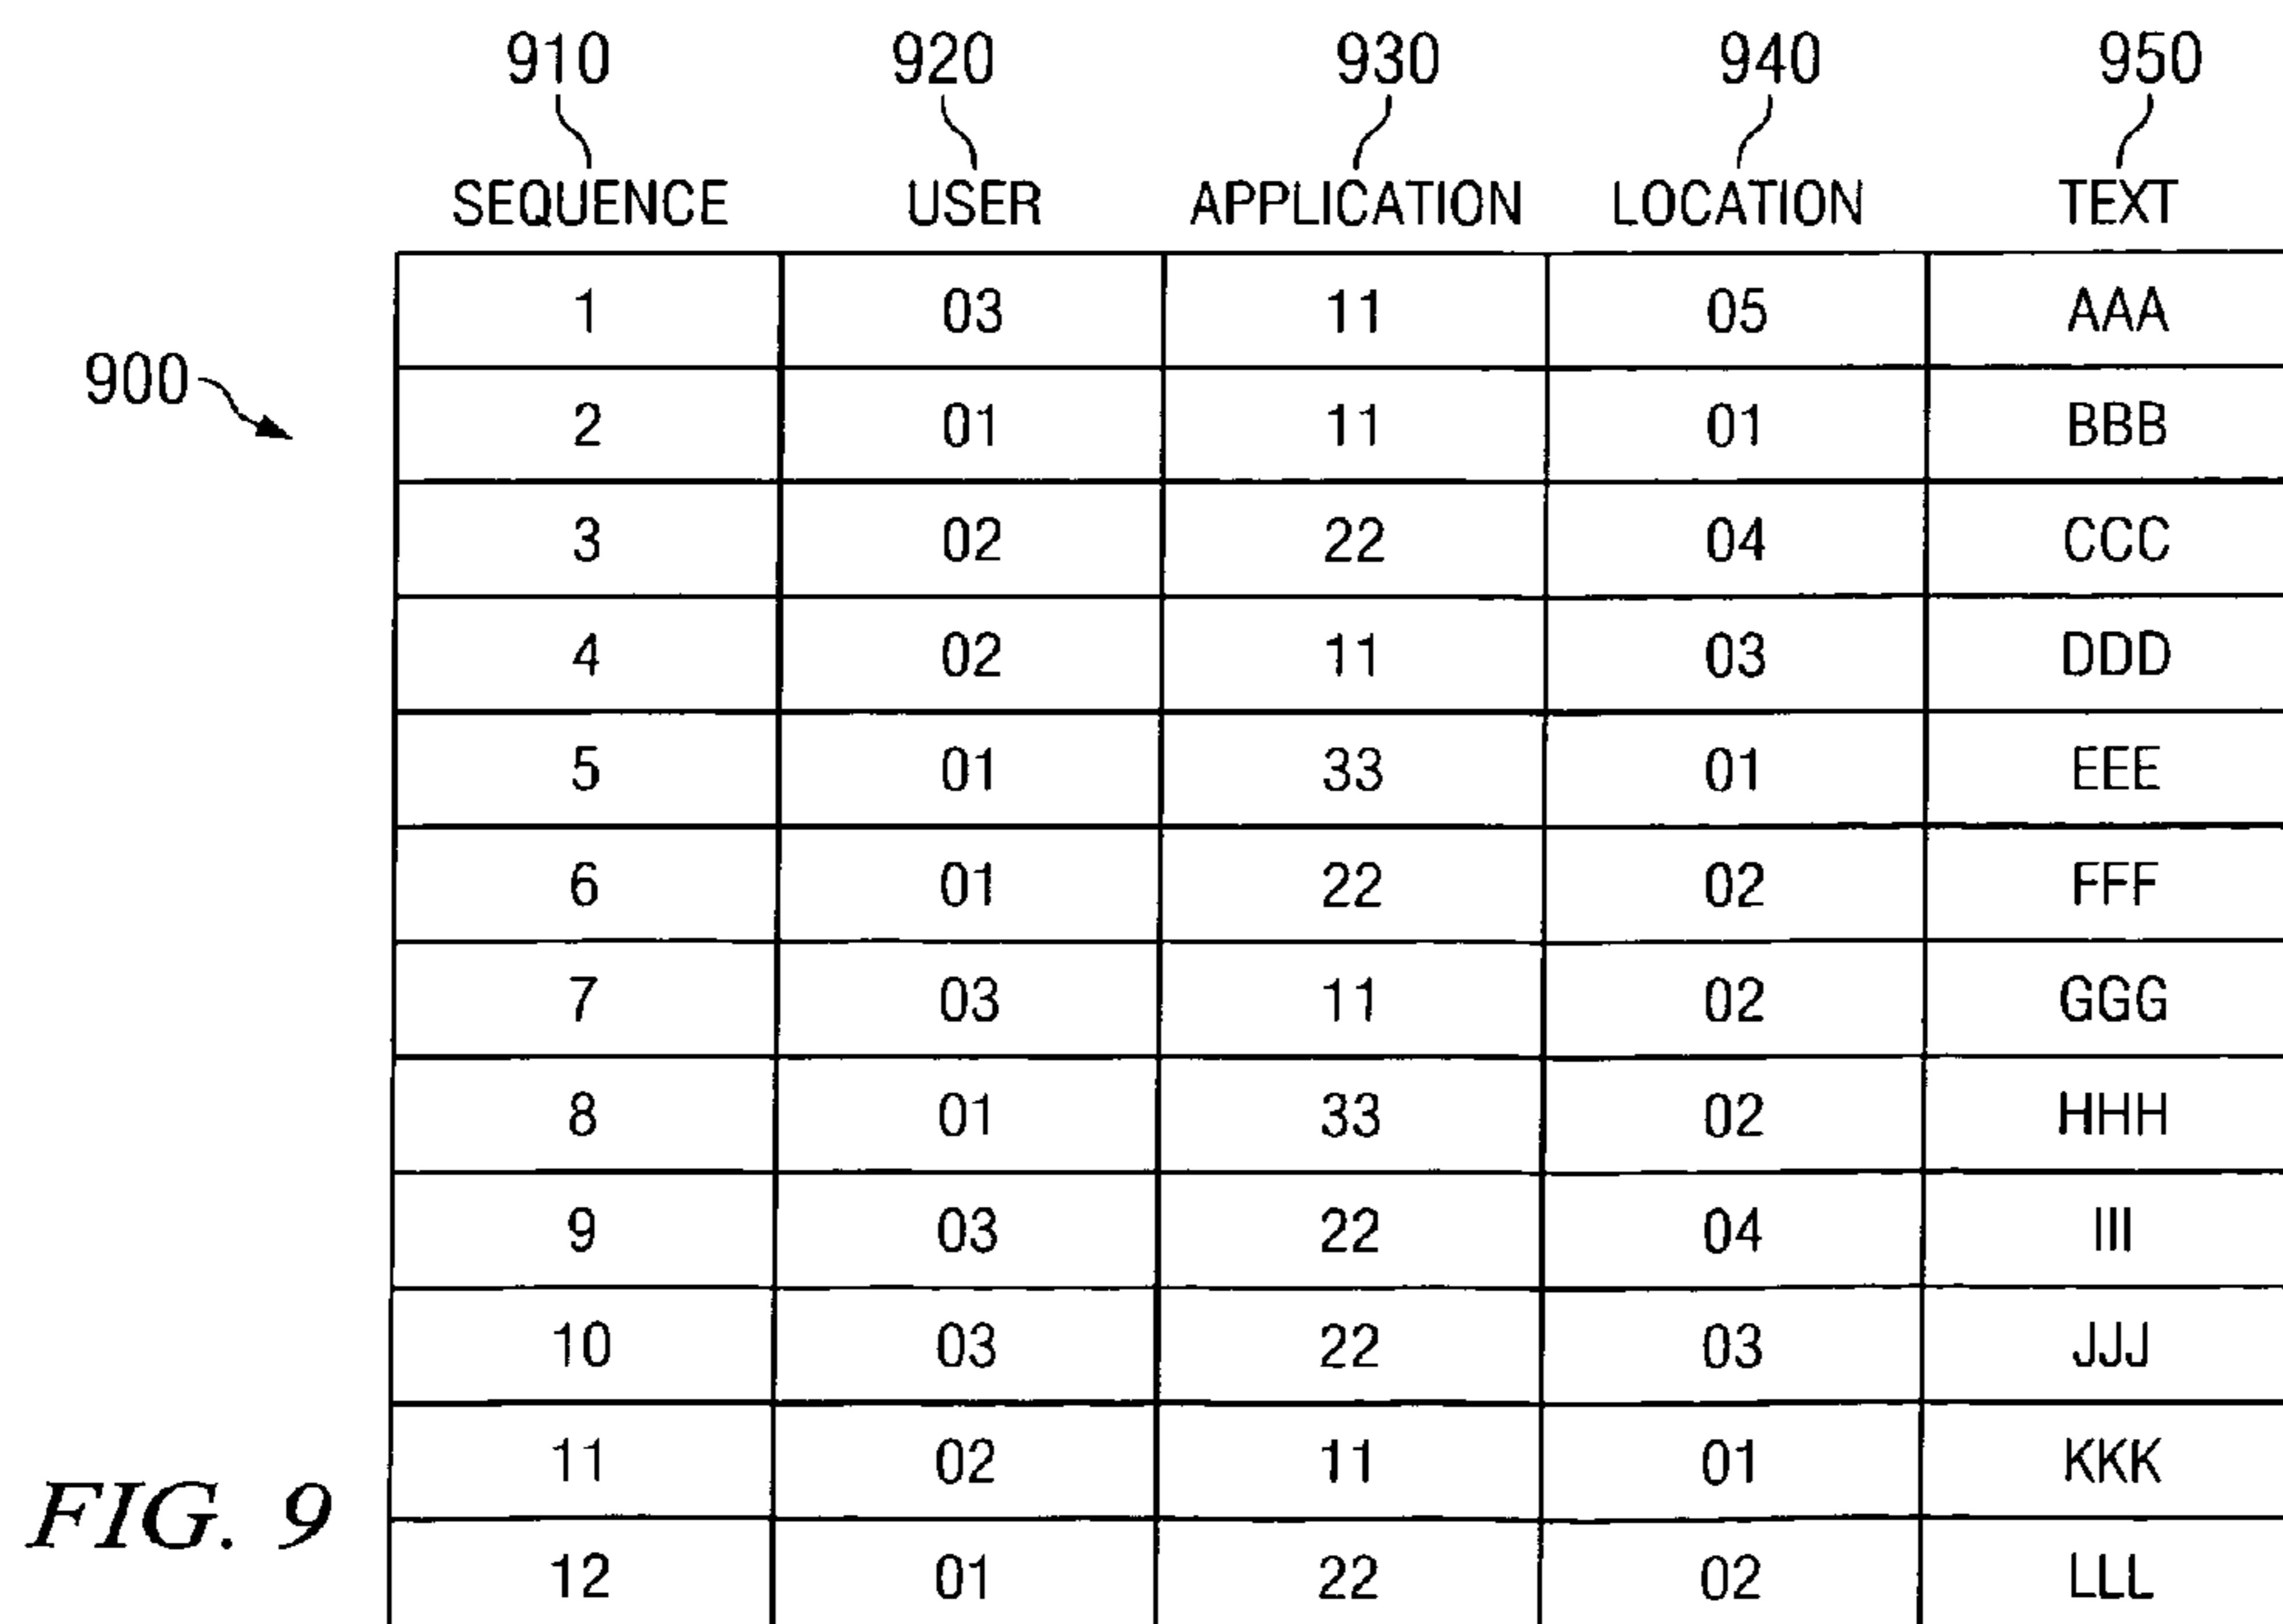 910 920 930 940 950
SEQUENCE USER APPLICATION LOCATION TEXT
1 03 11 05 AAA
900
2 01 11 01 BBB
3 02 22 04 CCC
4 02 11 03 DDD
5 01 33 01 EEE
6 01 22 02 FFF
7 03 11 02 GGG
8 01 33 02 HHH
9 03 22 04 III
10 03 22 03 JJJ
11 02 11 01 KKK
FIG. 9
12 01 22 02 LLL